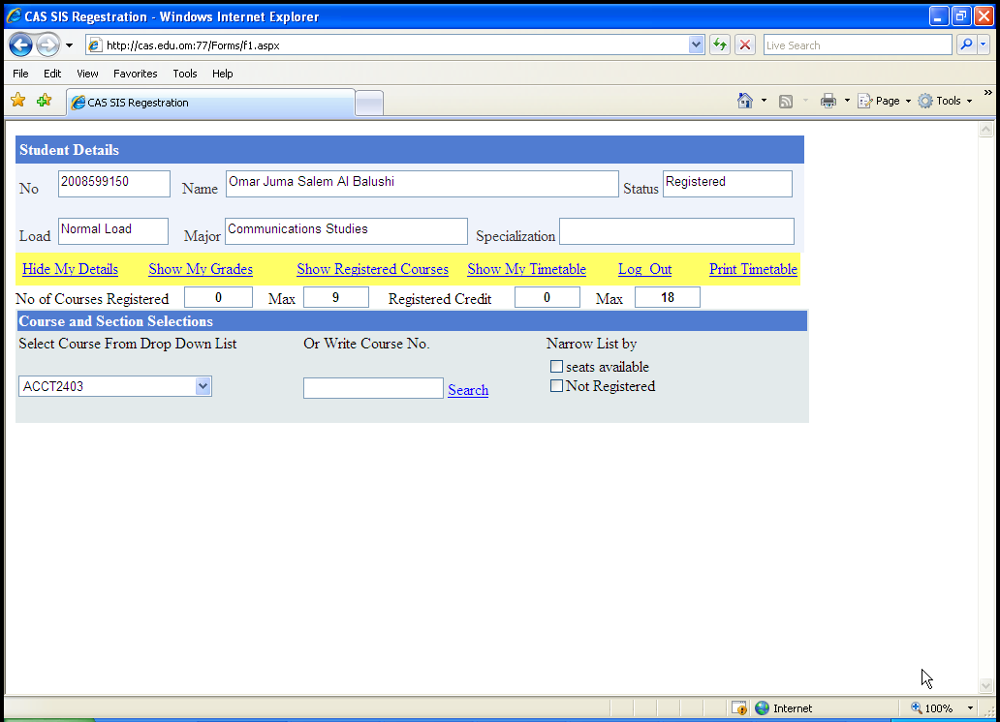 CAS SIS Regestration - Windows Internet Explorer
http://cas.edu.om:77/Forms/f1.aspx Live Search
File Edit View Favorites Tools Help
CAS SIS Regestration Page Tools
Student Details
No 2008599150 Name Omar Juma Salem Al Balushi Status Registered
Load Normal Load Major Communications Studies Specialization
Hide My Details Show My Grades Show Registered Courses Show My Timetable Log Out Print Timetable
No of Courses Registered 0 Max 9 Registered Credit 0 Max 18
Course and Section Selections
Select Course From Drop Down List Or Write Course No. Narrow List by
seats available
ACCT2403 Search Not Registered
Internet 100%